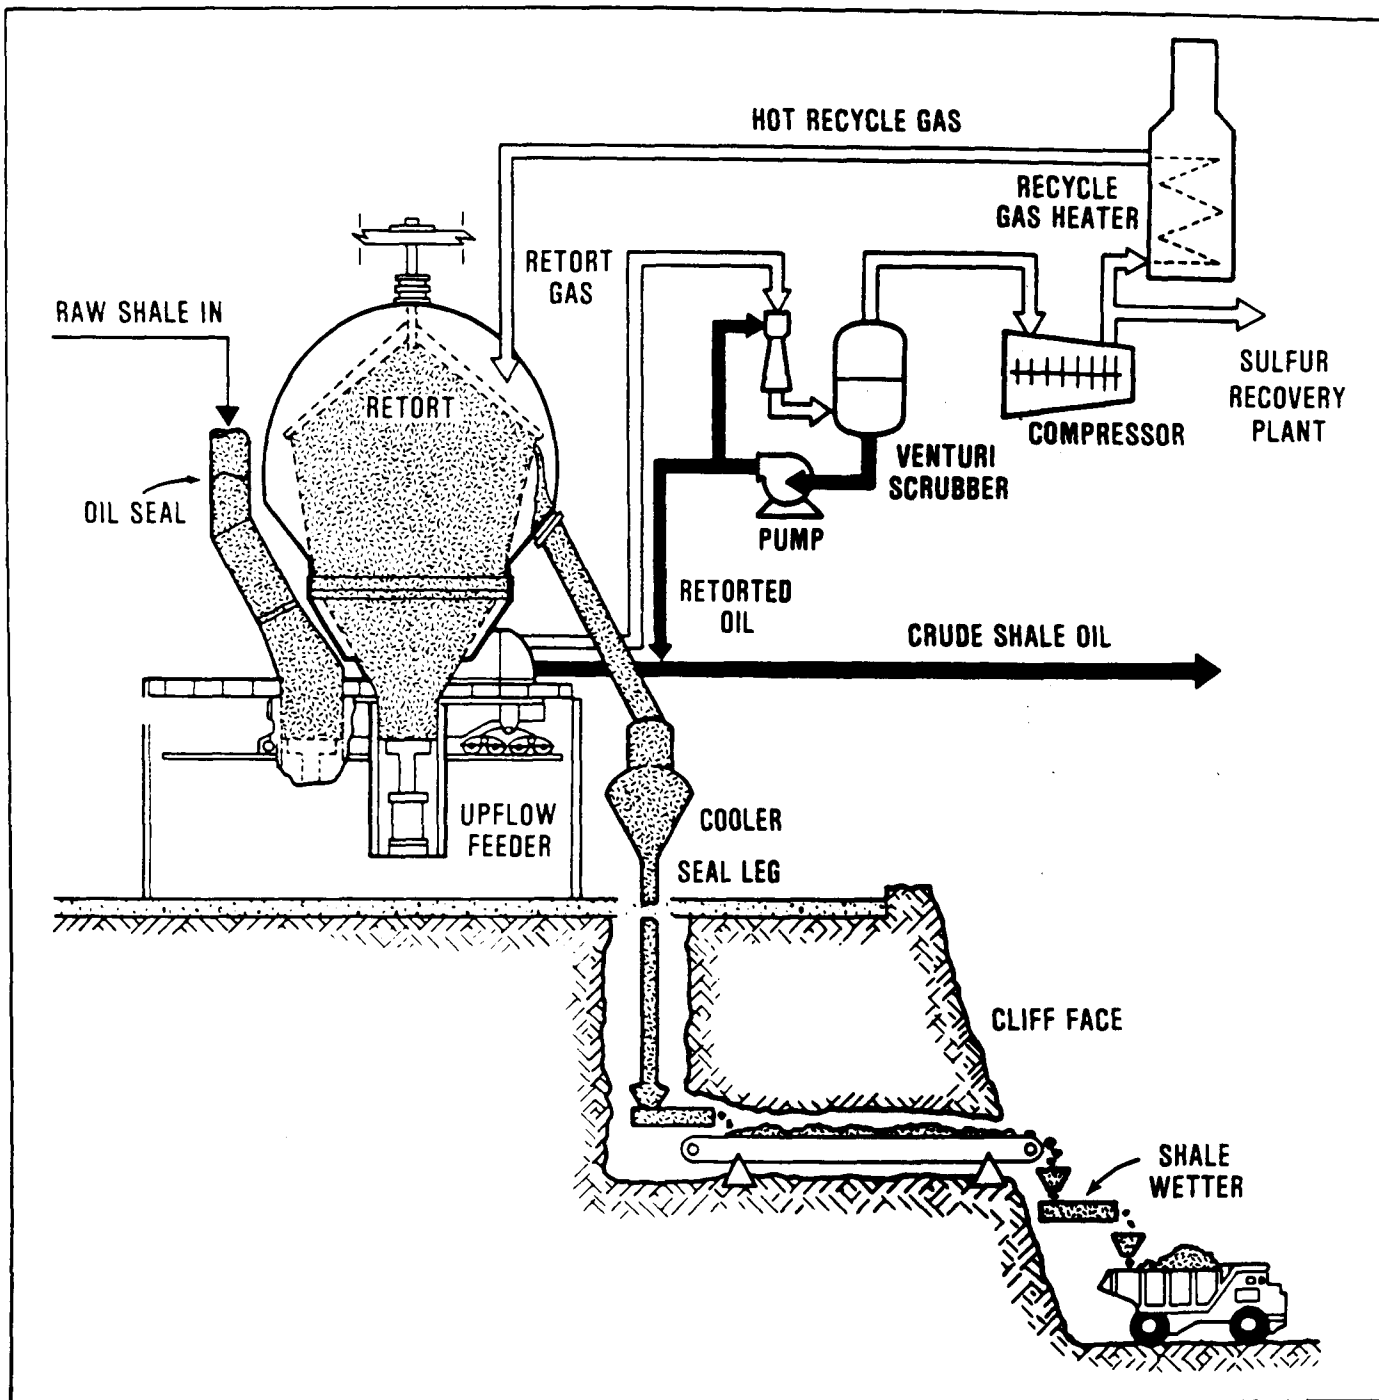 HOT RECYCLE GAS
RECYCLE
GAS HEATER
RETORT
GAS
RAW SHALE IN
SULFUR
RECOVERY
PLANT
RETORT
COMPRESSOR
OIL SEAL
VENTURI
SCRUBBER
PUMP
RETORTED
OIL
CRUDE SHALE OIL
UPFLOW
FEEDER
COOLER
SEAL LEG
CLIFF FACE
SHALE
WETTER